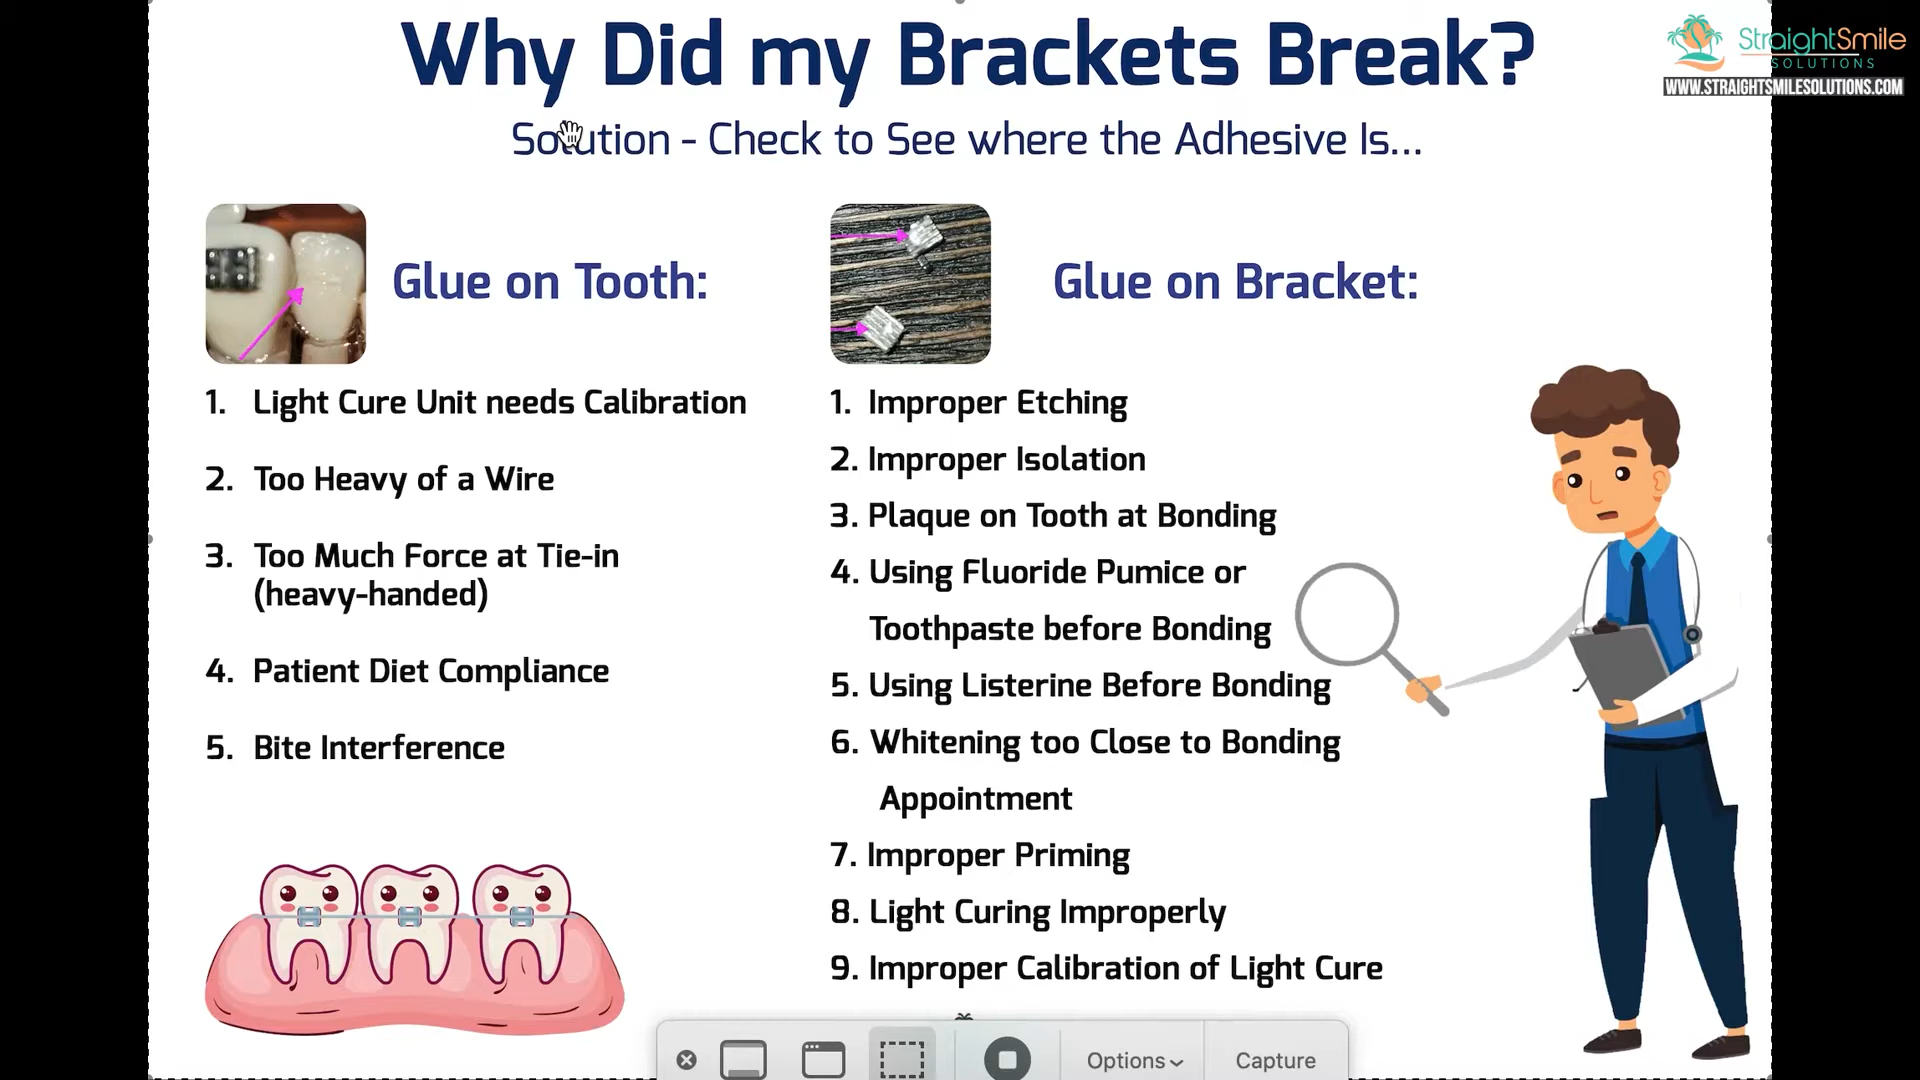 Why Did my Brackets Break?
StraightSmile
SOLUTIONS
WWW.STRAIGHTSMILESOLUTIONS.COM
Solution - Check to See where the Adhesive Is...
Glue on Tooth:
1. Light Cure Unit needs Calibration
2. Too Heavy of a Wire
3. Too Much Force at Tie-in
(heavy-handed)
4. Patient Diet Compliance
5. Bite Interference
Glue on Bracket:
1. Improper Etching
2. Improper Isolation
3. Plaque on Tooth at Bonding
4. Using Fluoride Pumice or
Toothpaste before Bonding
5. Using Listerine Before Bonding
6. Whitening too Close to Bonding
Appointment
7. Improper Priming
8. Light Curing Improperly
9. Improper Calibration of Light Cure
Options
Capture